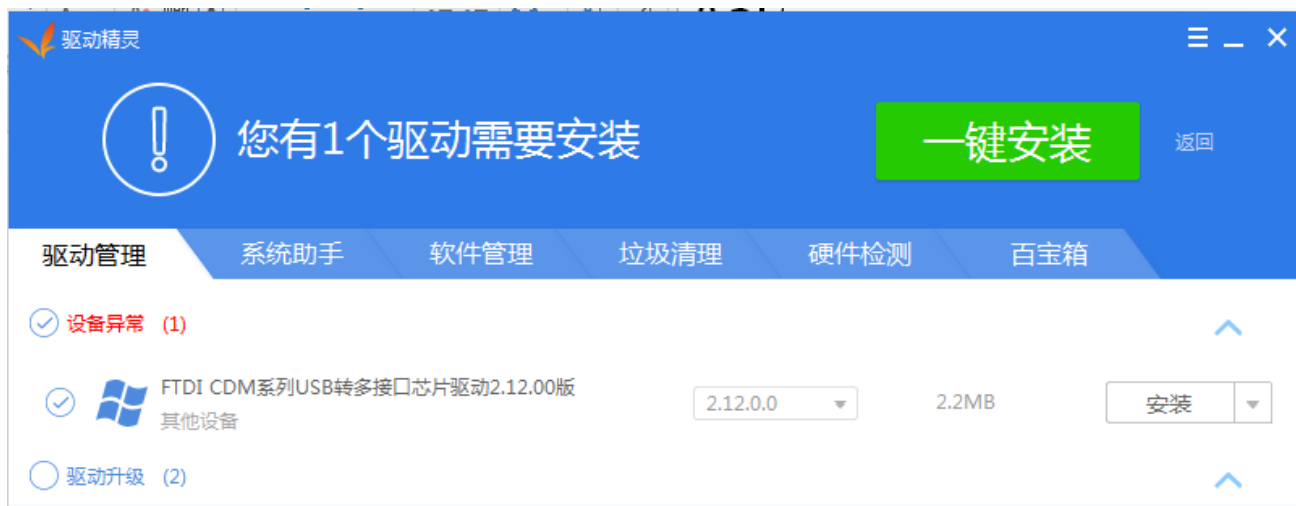 驱动精灵
您有1个驱动需要安装
一键安装
返回
驱动管理 系统助手 软件管理 垃圾清理 硬件检测 百宝箱
设备异常 (1)
FTDI CDM系列USB转多接口芯片驱动2.12.00版
其他设备
2.12.0.0
2.2MB
安装
驱动升级 (2)